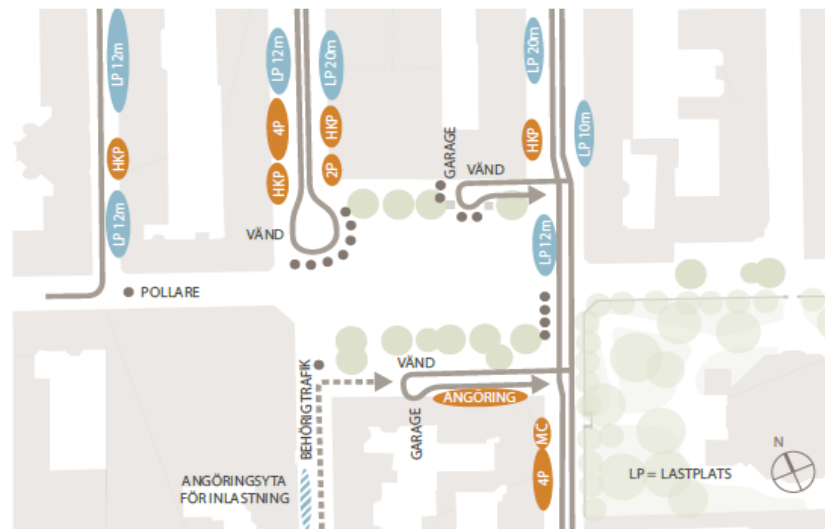 LP 12m
LP 12m
LP 20m
LP 20m
4P
HKP
LP 10m
HKP
HKP
GARAGE
HKP
2P
VÄND
LP 12m
VÄND
LP 12m
POLLARE
VÄND
BEHÖRIG TRAFIK
ANGÖRING
GARAGE
MC
N
4P
LP = LASTPLATS
ANGÖRINGSYTA
FÖR INLASTNING